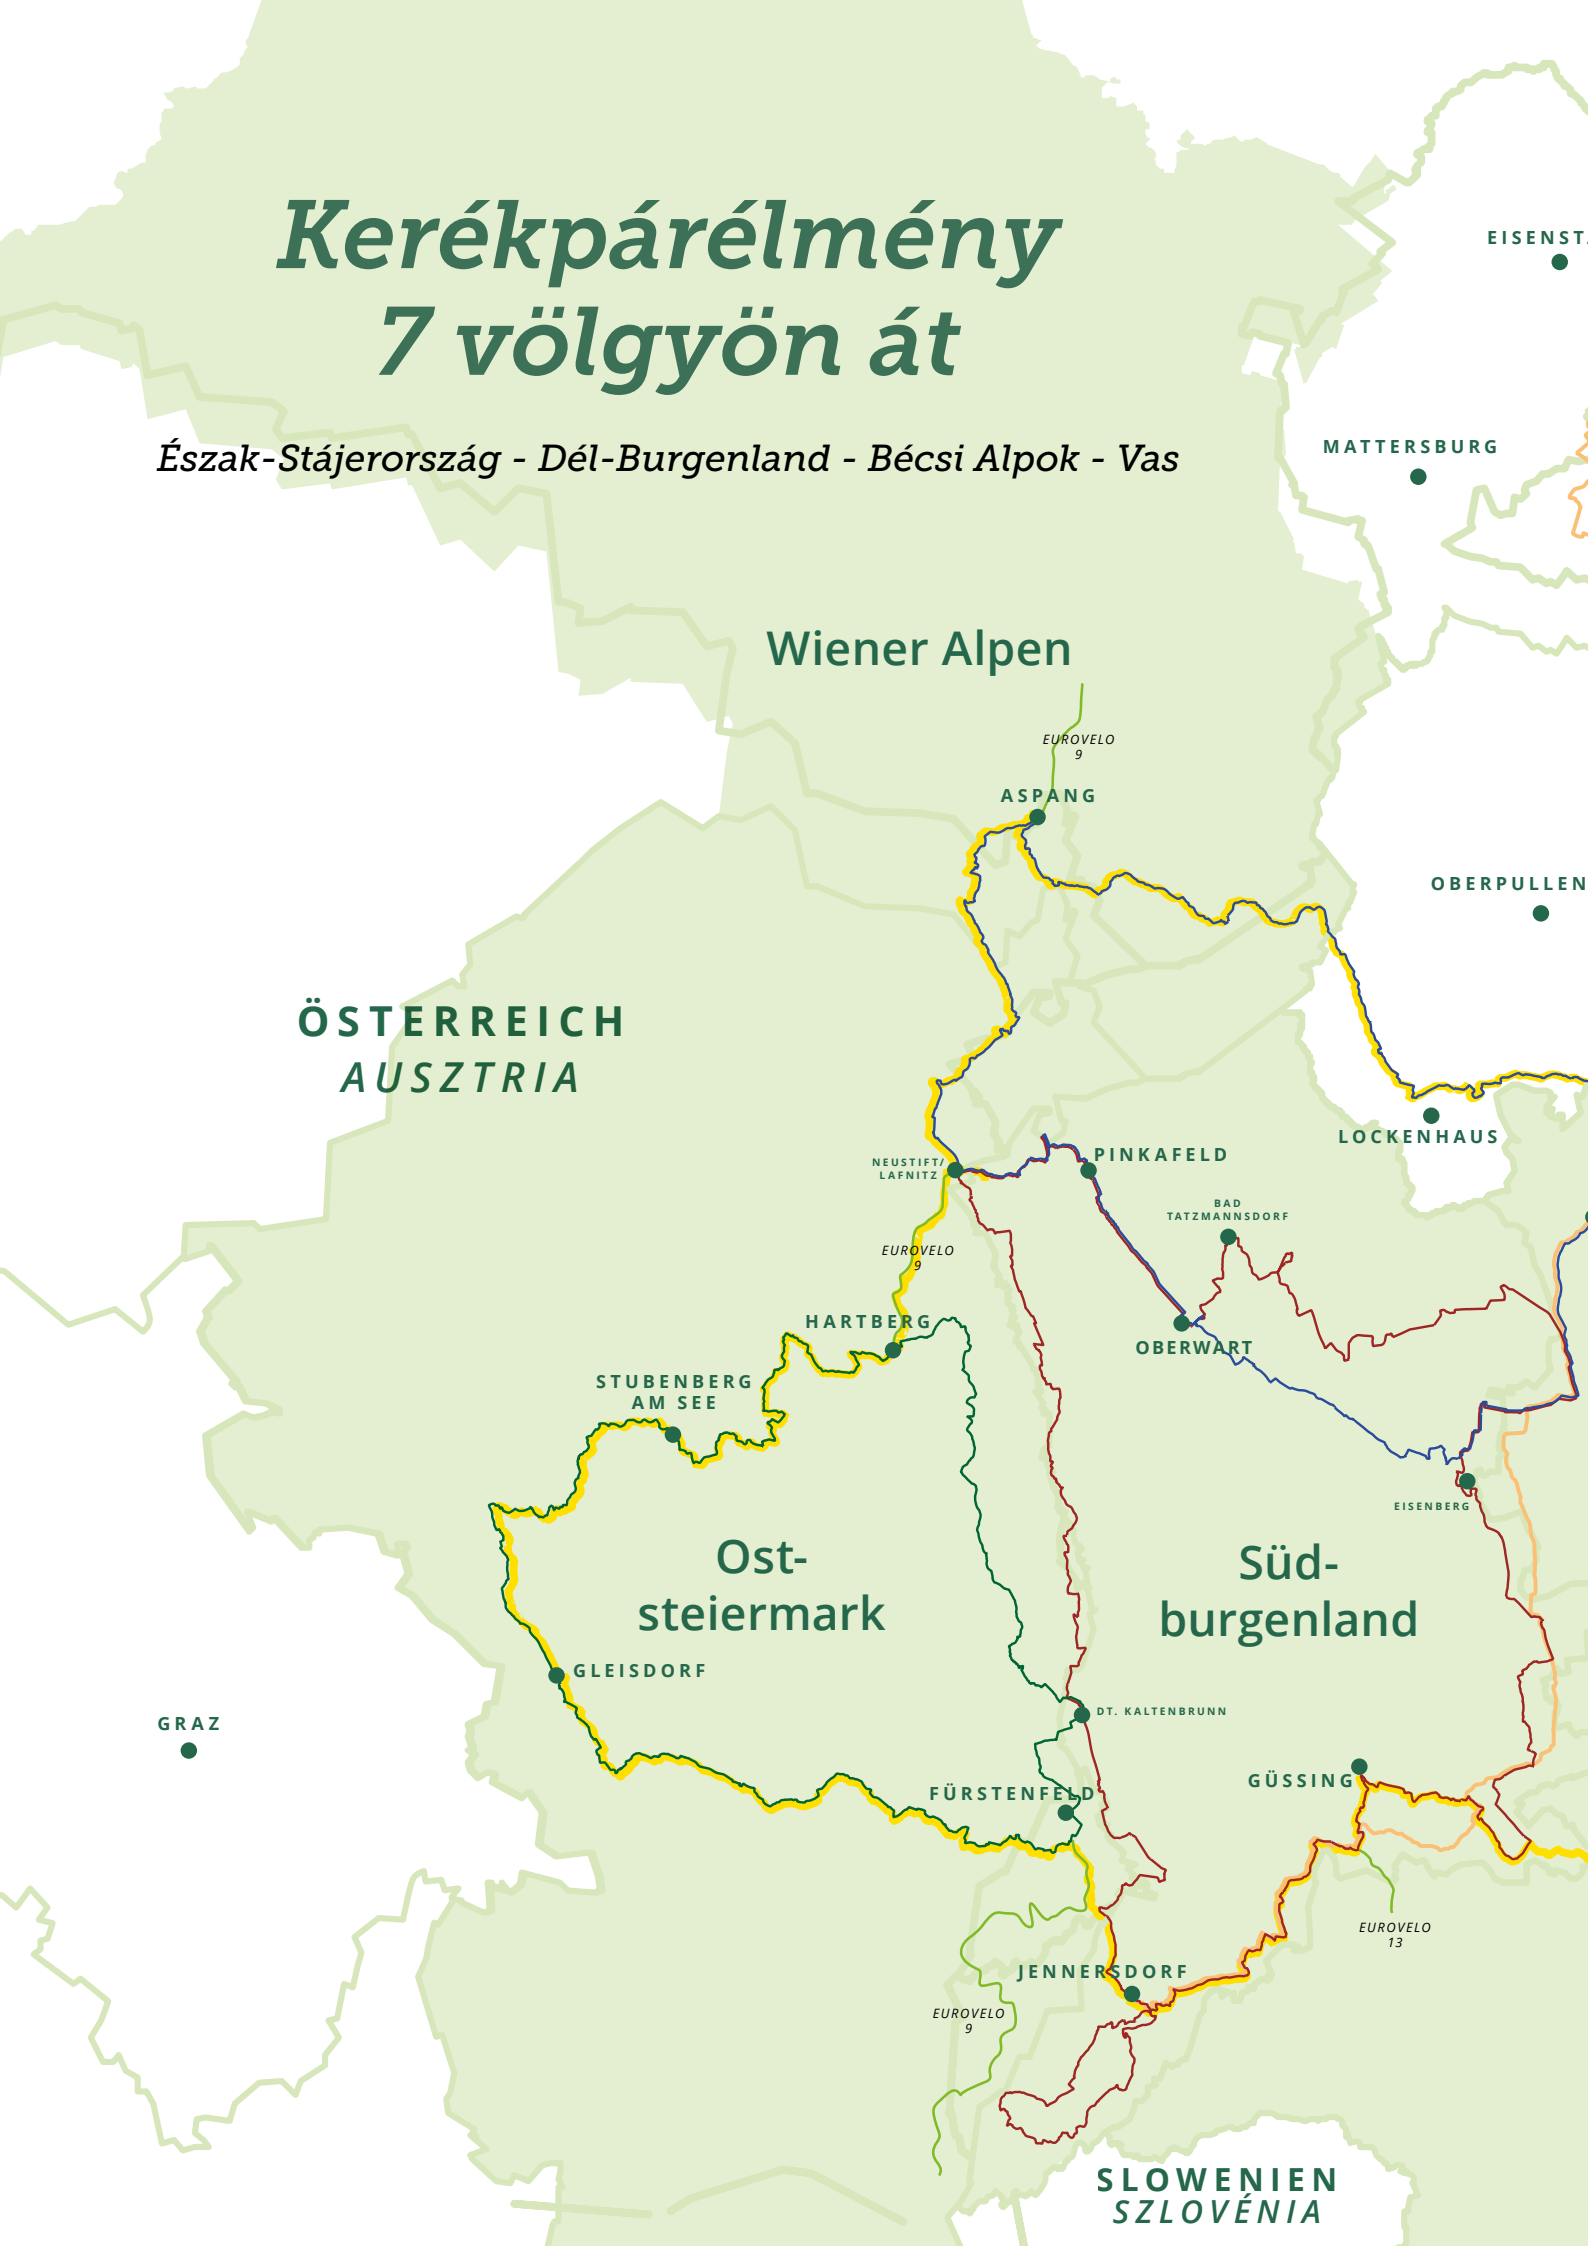 Kerékpárélmény
7 völgyön át
Észak-Stájerország - Dél-Burgenland - Bécsi Alpok - Vas
EISENST
MATTERSBURG
Wiener Alpen
EUROVELO
9
ASPANG
OBERPULLEN
ÖSTERREICH
AUSZTRIA
LOCKENHAUS
NEUSTIFT/
LAFNITZ
PINKAFELD
BAD
TATZMANNSDORF
EUROVELO
9
HARTBERG
OBERWART
STUBENBERG
AM SEE
EISENBERG
Ost-
steiermark
Süd-
burgenland
GLEISDORF
GRAZ
DT. KALTENBRUNN
GÜSSING
FÜRSTENFELD
EUROVELO
13
JENNERSDORF
EUROVELO
9
SLOWENIEN
SZLOVÉNIA